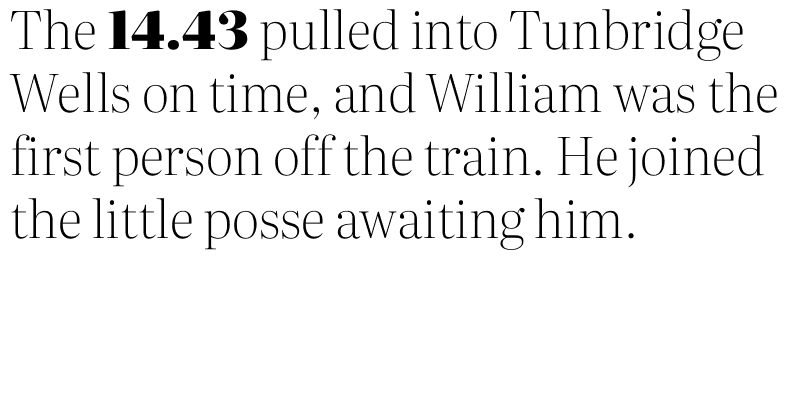 The 14.43 pulled into Tunbridge
Wells on time, and William was the
first person off the train. He joined
the little posse awaiting him.